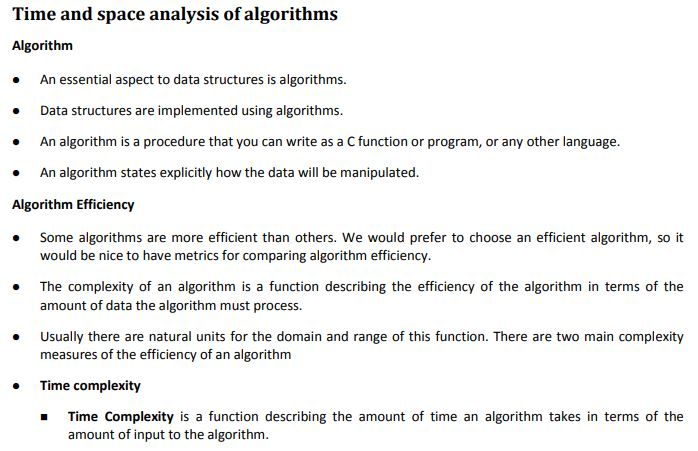 Time and space analysis of algorithms
Algorithm
● An essential aspect to data structures is algorithms.
● Data structures are implemented using algorithms.
● An algorithm is a procedure that you can write as a C function or program, or any other language.
● An algorithm states explicitly how the data will be manipulated.
Algorithm Efficiency
● Some algorithms are more efficient than others. We would prefer to choose an efficient algorithm, so it
would be nice to have metrics for comparing algorithm efficiency.
● The complexity of an algorithm is a function describing the efficiency of the algorithm in terms of the
amount of data the algorithm must process.
● Usually there are natural units for the domain and range of this function. There are two main complexity
measures of the efficiency of an algorithm
● Time complexity
■ Time Complexity is a function describing the amount of time an algorithm takes in terms of the
amount of input to the algorithm.